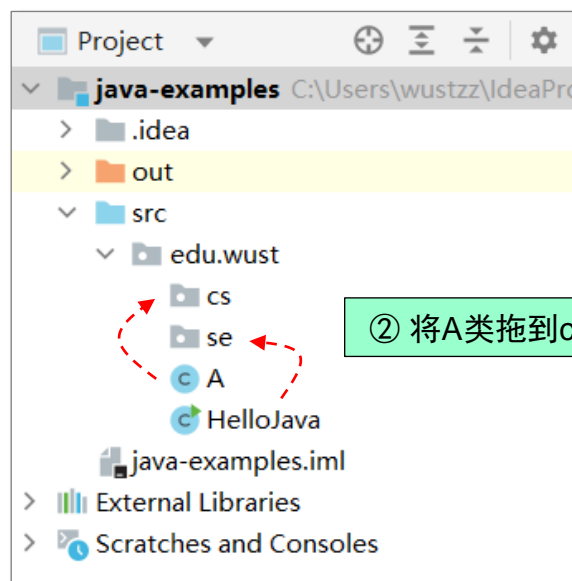 Project
java-examples C:\Users\wustzz\IdeaPro
.idea
out
src
edu.wust
cs
② 将A类拖到c
se
A
HelloJava
java-examples.iml
External Libraries
Scratches and Consoles